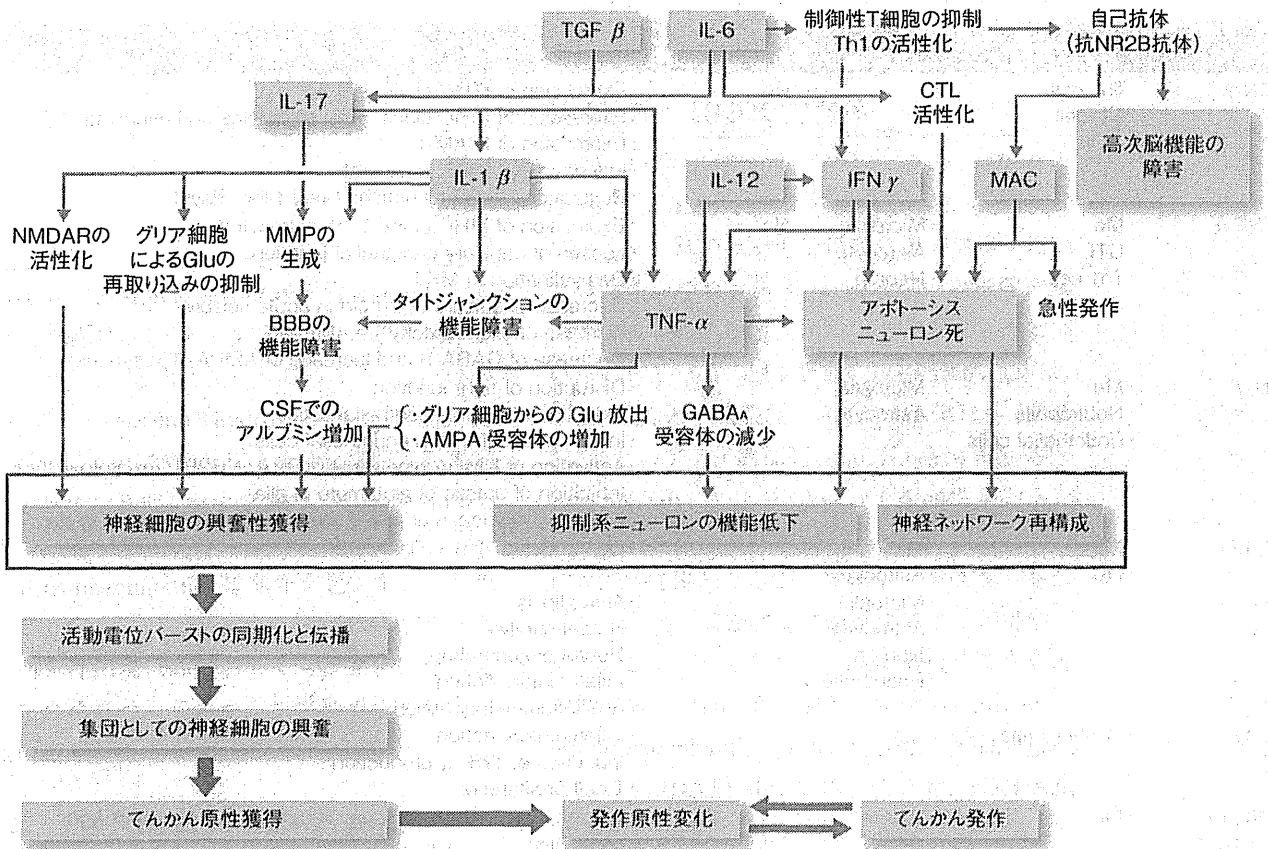 TGF β
IL-6
制御性T細胞の抑制
Th1の活性化
自己抗体
(抗NR2B抗体)
IL-17
CTL
活性化
高次脳機能の
障害
IL-1 β
IL-12
IFN γ
MAC
NMDARの
活性化
グリア細胞
によるGluの
再取り込みの抑制
MMPの
生成
タイトジャンクションの
機能障害
TNF-α
アポトーシス
ニューロン死
急性発作
BBBの
機能障害
CSFでの
アルブミン増加
・グリア細胞からの Glu 放出
・AMPA 受容体の増加
GABAA
受容体の減少
神経細胞の興奮性獲得
抑制系ニューロンの機能低下
神経ネットワーク再構成
活動電位バーストの同期化と伝播
集団としての神経細胞の興奮
てんかん原性獲得
発作原性変化
てんかん発作